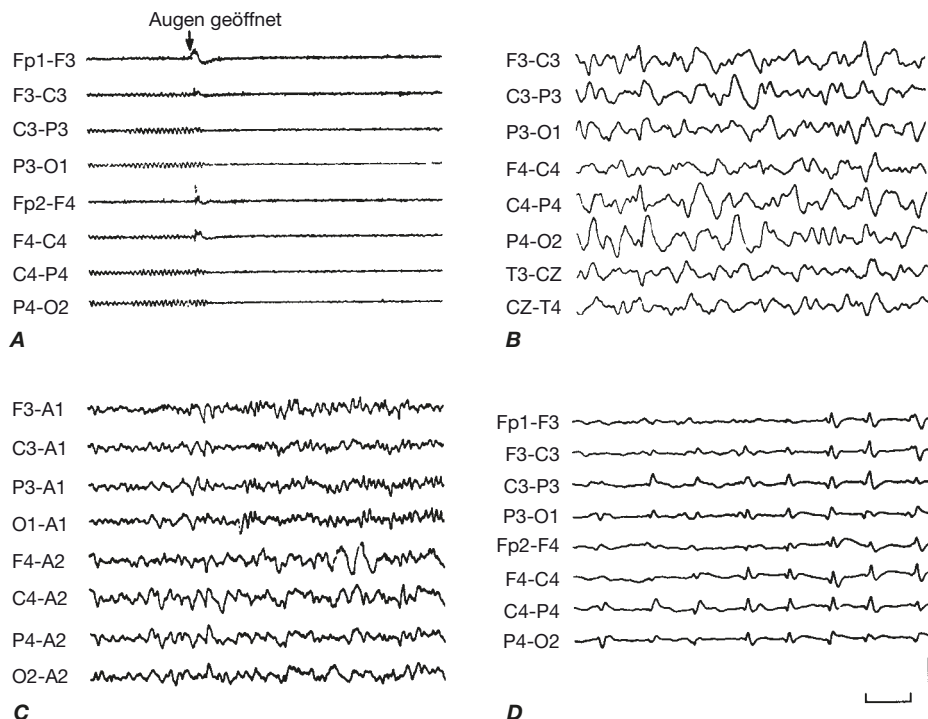 Augen geöffnet
Fp1-F3
F3-C3
C3-P3
P3-O1
Fp2-F4
F4-C4
C4-P4
P4-O2
A
F3-C3
C3-P3
P3-O1
F4-C4
C4-P4
P4-O2
T3-CZ
CZ-T4
B
F3-A1
C3-A1
P3-A1
O1-A1
F4-A2
C4-A2
P4-A2
O2-A2
C
Fp1-F3
F3-C3
C3-P3
P3-O1
Fp2-F4
F4-C4
C4-P4
P4-O2
D